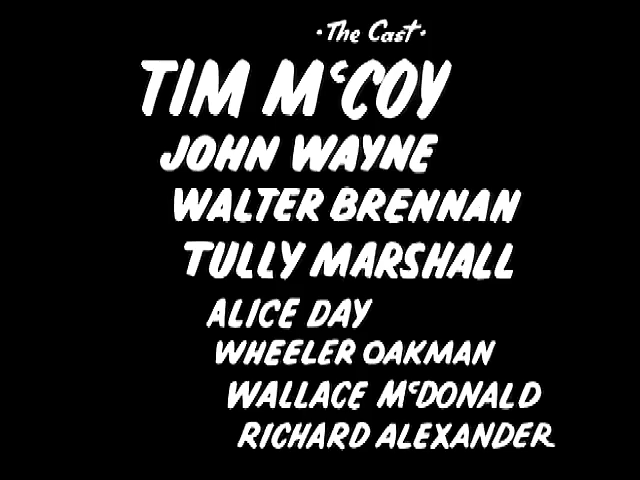 ·The Cast·
TIM McCOY
JOHN WAYNE
WALTER BRENNAN
TULLY MARSHALL
ALICE DAY
WHEELER OAKMAN
WALLACE McDONALD
RICHARD ALEXANDER